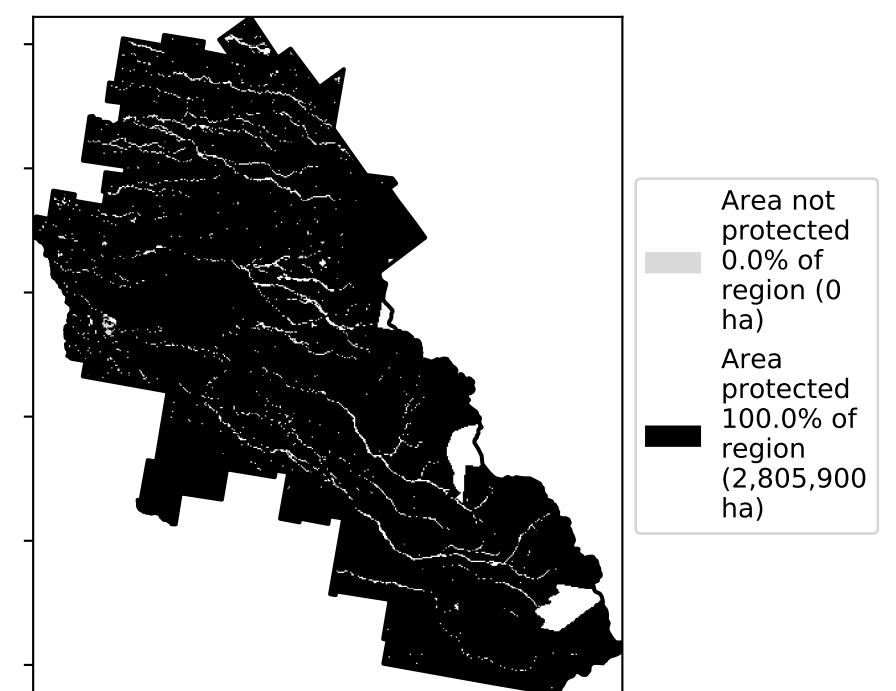 Area not
protected
0.0% of
region (0
ha)
Area
protected
100.0% of
region
(2,805,900
ha)